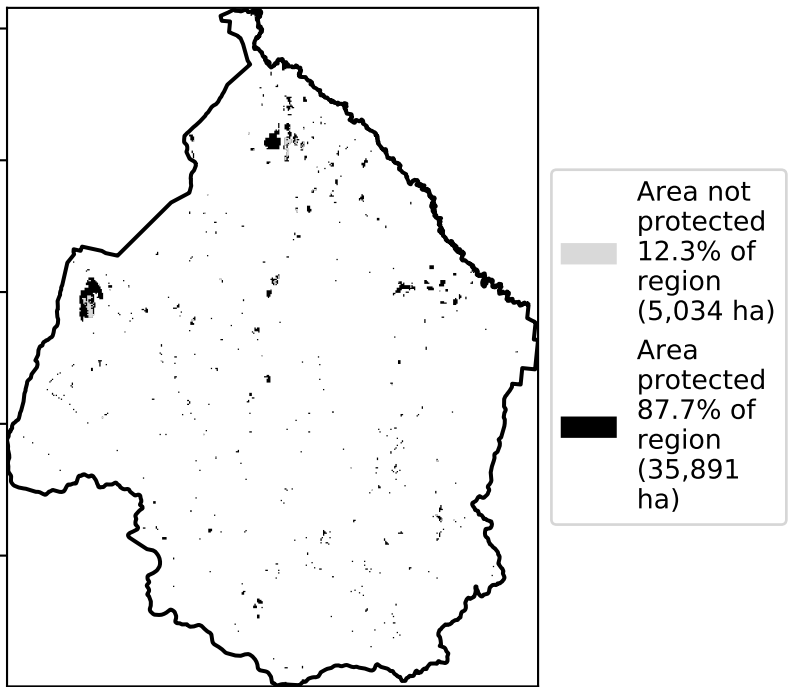 Area not
protected
12.3% of
region
(5,034 ha)
Area
protected
87.7% of
region
(35,891
ha)